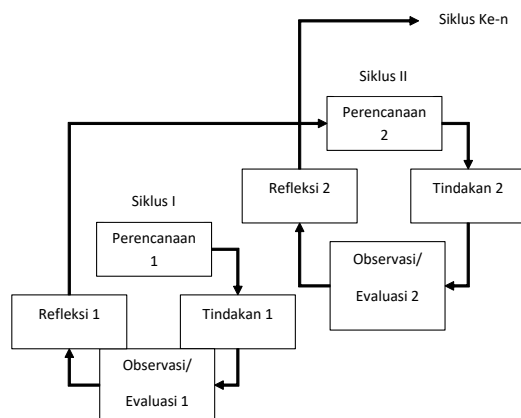 Siklus Ke-n
Siklus II
Perencanaan
2
Refleksi 2
Tindakan 2
Observasi/
Evaluasi 2
Siklus I
Perencanaan
1
Refleksi 1
Tindakan 1
Observasi/
Evaluasi 1